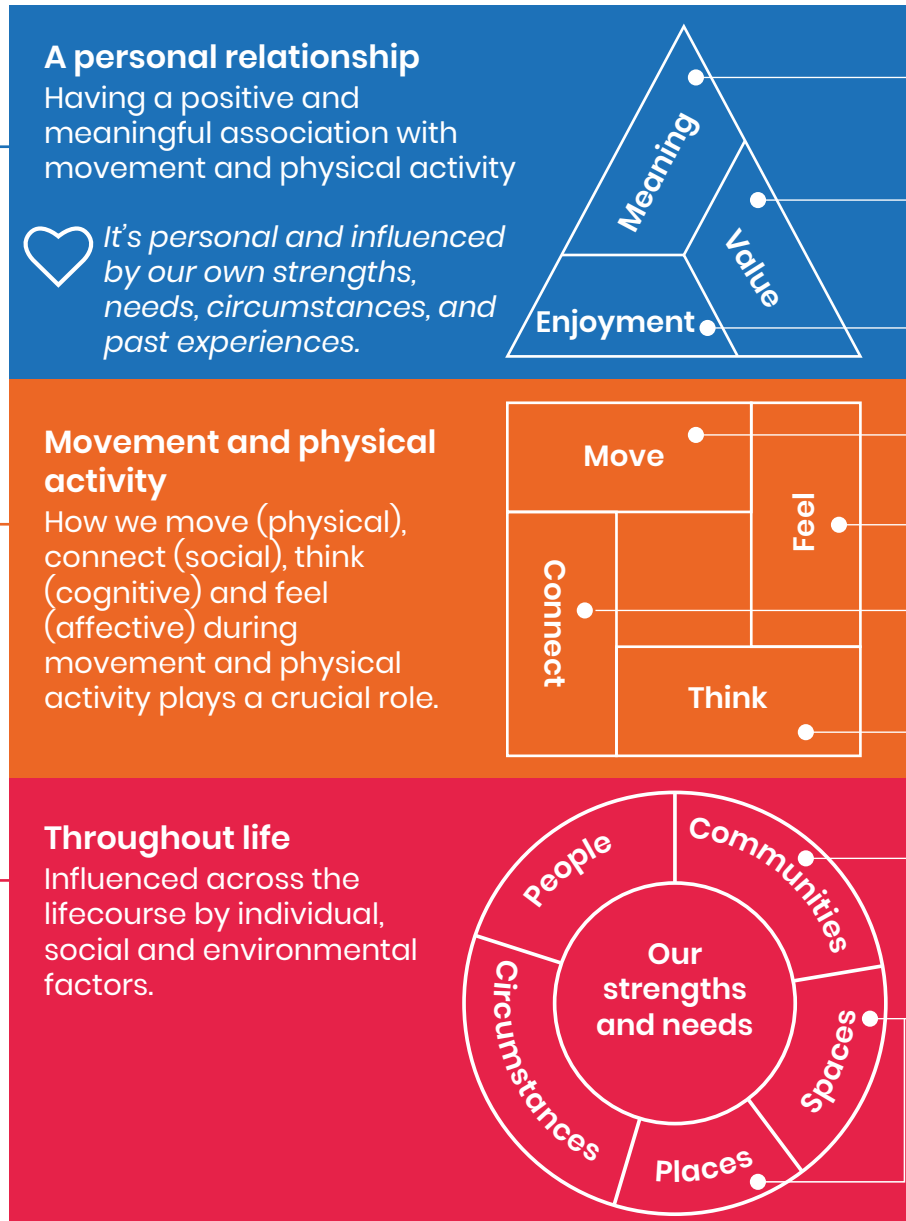 A personal relationship
Having a positive and
meaningful association with
movement and physical activity
It's personal and influenced
by our own strengths,
needs, circumstances, and
past experiences.
Meaning
Value
Enjoyment
Movement and physical
activity
How we move (physical),
connect (social), think
(cognitive) and feel
(affective) during
movement and physical
activity plays a crucial role.
Move
Feel
Connect
Think
Throughout life
Influenced across the
lifecourse by individual,
social and environmental
factors.
People
Communities
Our
strengths
and needs
Circumstances
Spaces
Places